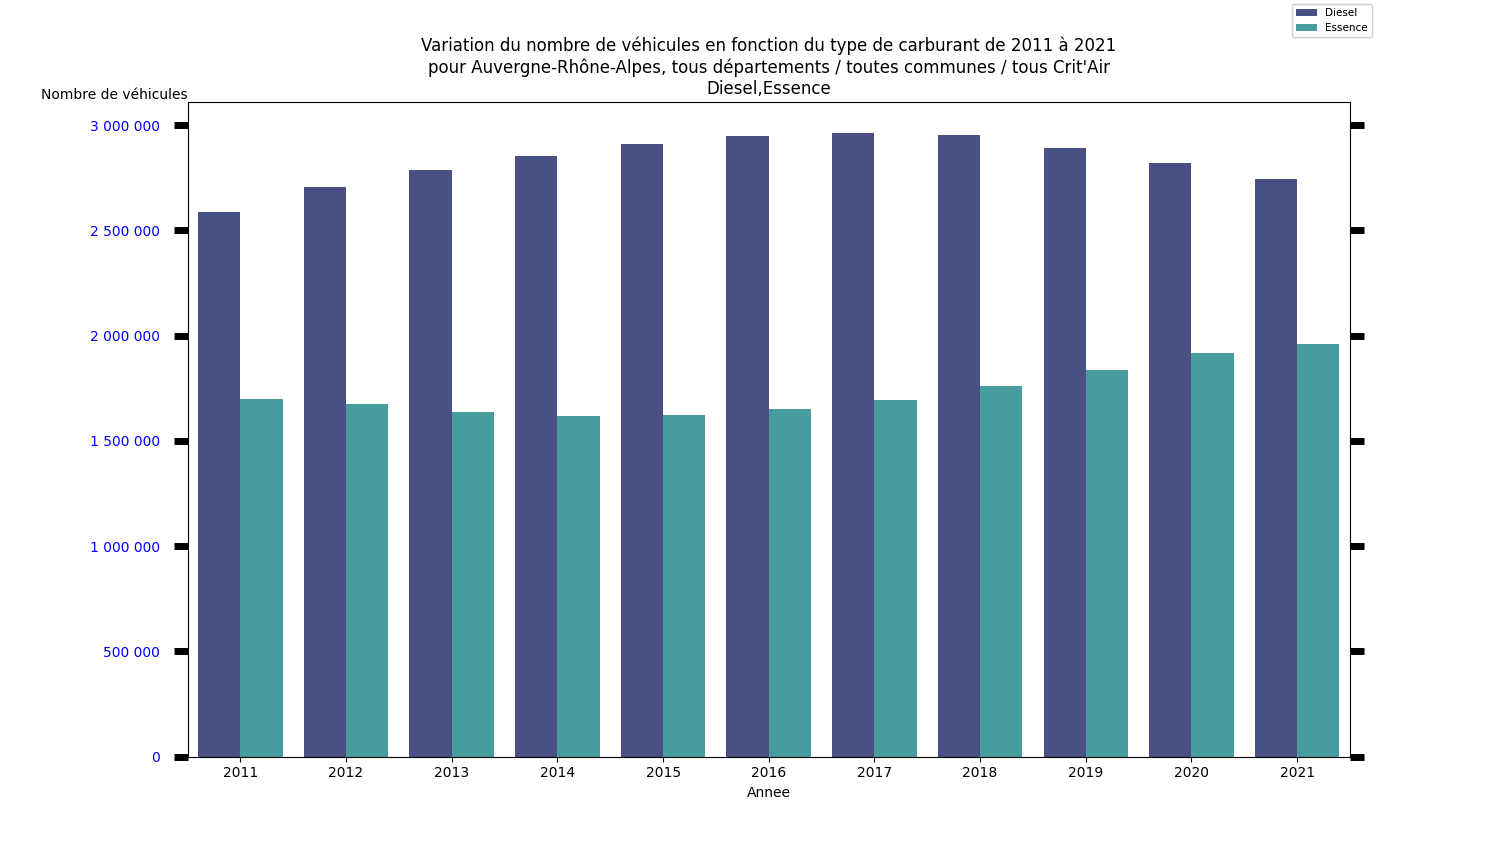 Diesel
Essence
Variation du nombre de véhicules en fonction du type de carburant de 2011 à 2021
pour Auvergne-Rhône-Alpes, tous départements / toutes communes / tous Crit'Air
Diesel,Essence
Nombre de véhicules
3 000 000
2 500 000
2 000 000
1 500 000
1 000 000
500 000
0
2011 2012 2013 2014 2015 2016 2017 2018 2019 2020 2021
Annee